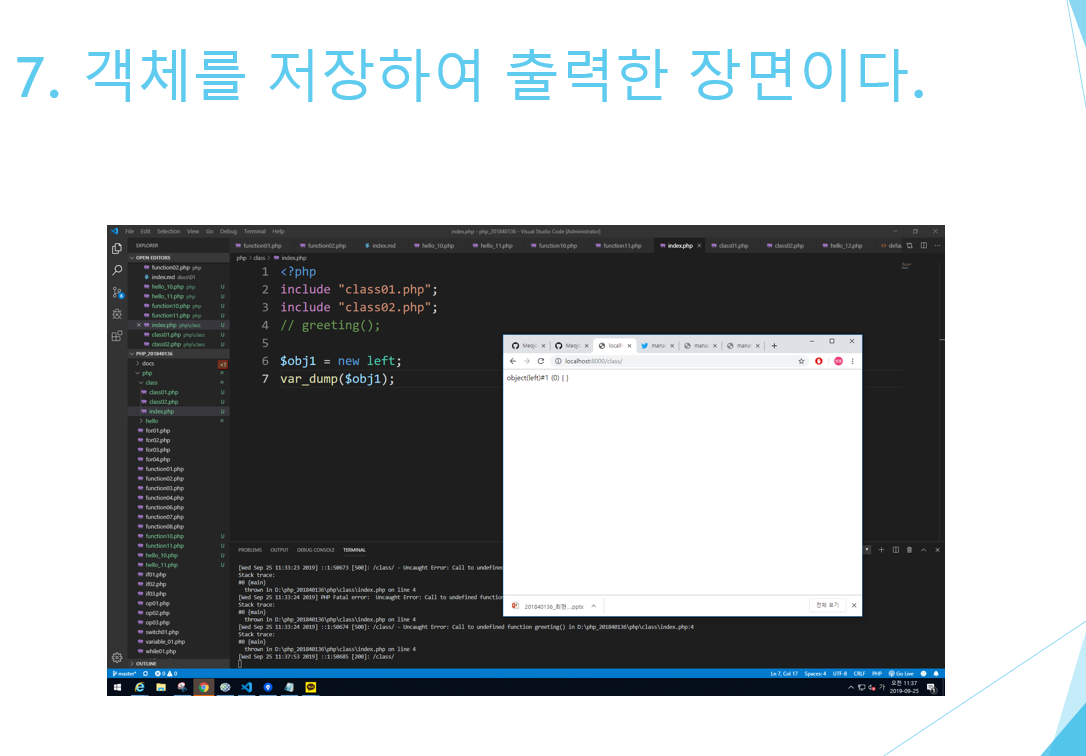 7. 객체를 저장하여 출력한 장면이다.
File Edit Selection View Go Debug Terminal Help
index.php - php_201840136 - Visual Studio Code [Administrator]
EXPLORER
function01.php function02.php index.md hello_10.php hello_11.php function10.php function11.php index.php × class01.php class02.php hello_12.php
OPEN EDITORS
php > class > index.php
function02.php php
index.md docs\01
hello_10.php php U
hello_11.php php U
function10.php php U
function11.php php U
× index.php php\class U
class01.php php\class U
class02.php php\class U
PHP_201840136
docs
php
class
class01.php U
class02.php U
index.php U
hello
for01.php
for02.php
for03.php
for04.php
function01.php
function02.php
function03.php
function04.php
function06.php
function07.php
function08.php
function10.php U
function11.php U
hello_10.php U
hello_11.php U
if01.php
if02.php
if03.php
op01.php
op02.php
op03.php
switch01.php
variable_01.php
while01.php
OUTLINE
1 <?php
2 include "class01.php";
3 include "class02.php";
4 // greeting();
5
6 $obj1 = new left;
7 var_dump($obj1);
localhost:8000/class/
object(left)#1 (0) { }
201840136_최현....pptx
전체 보기
PROBLEMS OUTPUT DEBUG CONSOLE TERMINAL
[Wed Sep 25 11:33:23 2019] ::1:50673 [500]: /class/ - Uncaught Error: Call to undefined
Stack trace:
#0 {main}
thrown in D:\php_201840136\php\class\index.php on line 4
[Wed Sep 25 11:33:24 2019] PHP Fatal error: Uncaught Error: Call to undefined function
Stack trace:
#0 {main}
thrown in D:\php_201840136\php\class\index.php on line 4
[Wed Sep 25 11:33:24 2019] ::1:50674 [500]: /class/ - Uncaught Error: Call to undefined function greeting() in D:\php_201840136\php\class\index.php:4
Stack trace:
#0 {main}
thrown in D:\php_201840136\php\class\index.php on line 4
[Wed Sep 25 11:37:53 2019] ::1:50685 [200]: /class/
master* 0 0 Ln 7, Col 17 Spaces: 4 UTF-8 CRLF PHP Go Live
가 오전 11:37
2019-09-25